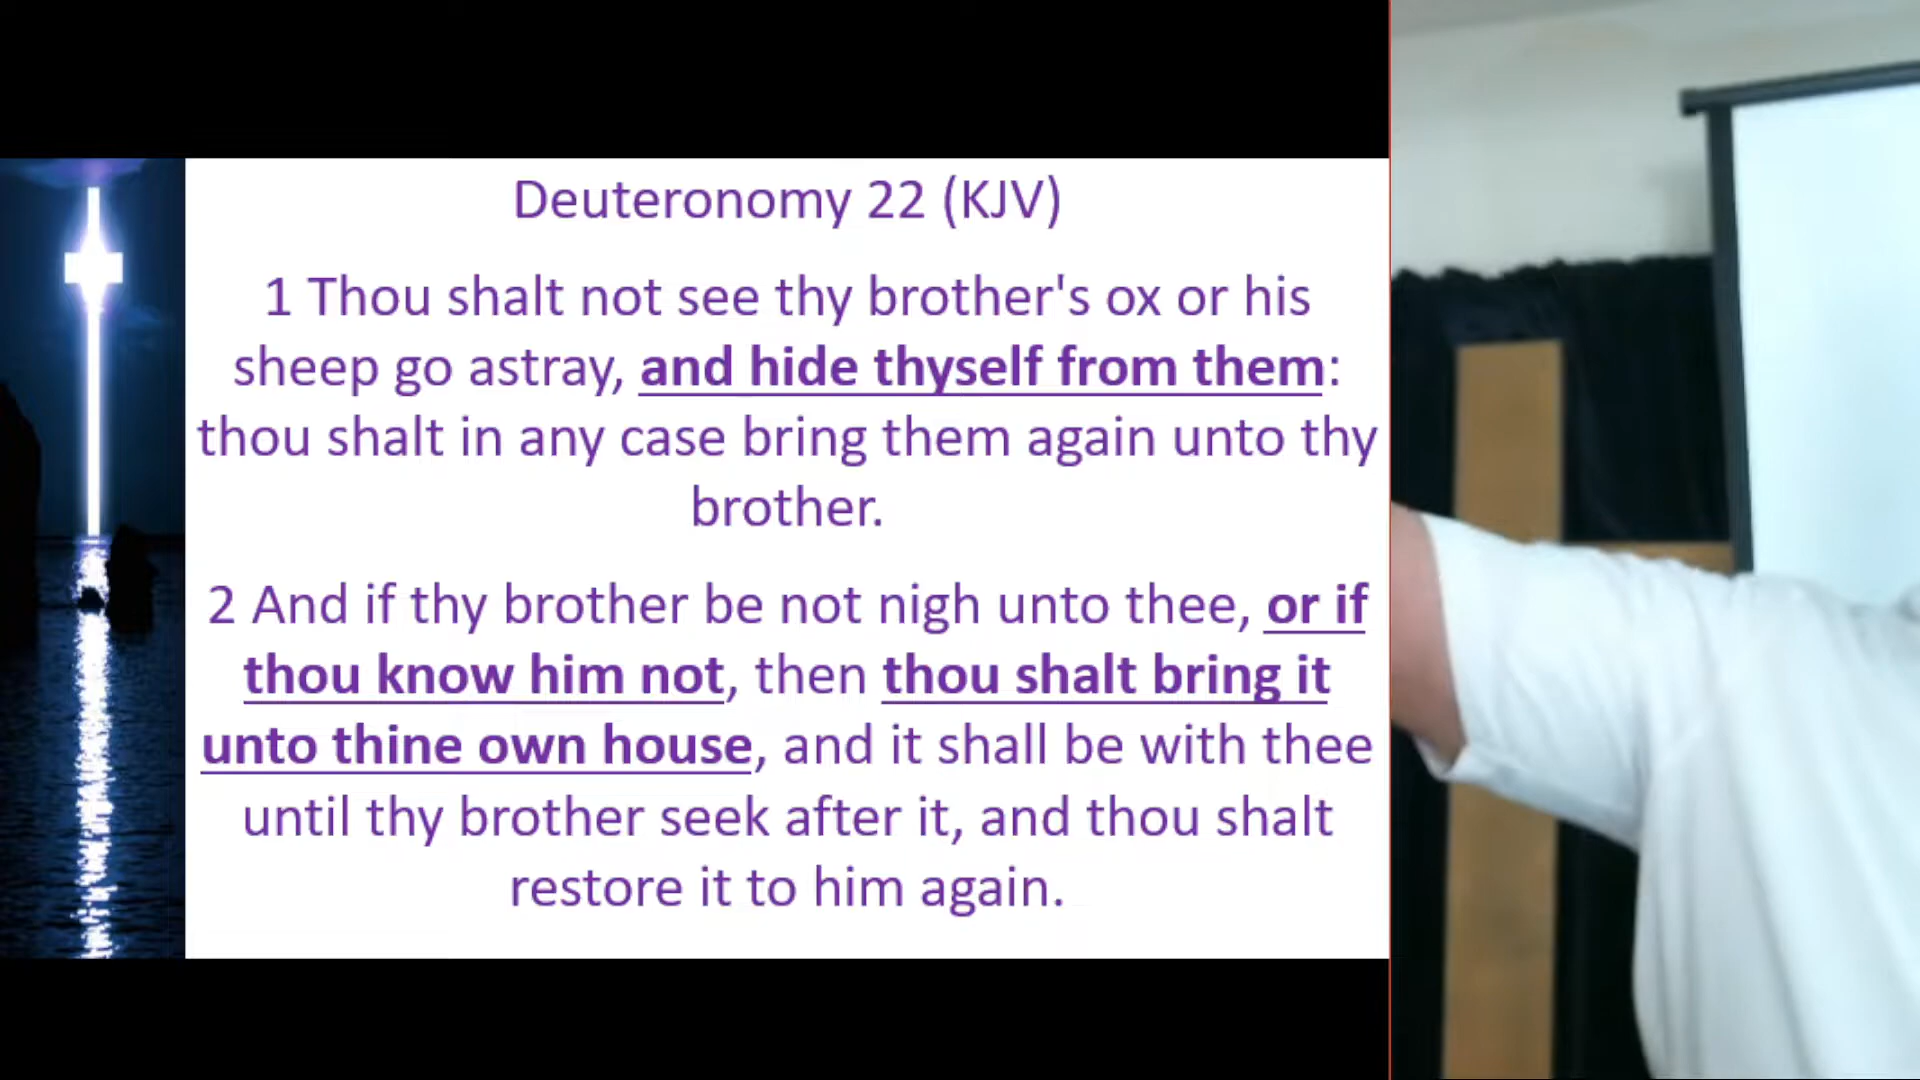 Deuteronomy 22 (KJV)
1 Thou shalt not see thy brother's ox or his
sheep go astray, and hide thyself from them:
thou shalt in any case bring them again unto thy
brother.
2 And if thy brother be not nigh unto thee, or if
thou know him not, then thou shalt bring it
unto thine own house, and it shall be with thee
until thy brother seek after it, and thou shalt
restore it to him again.